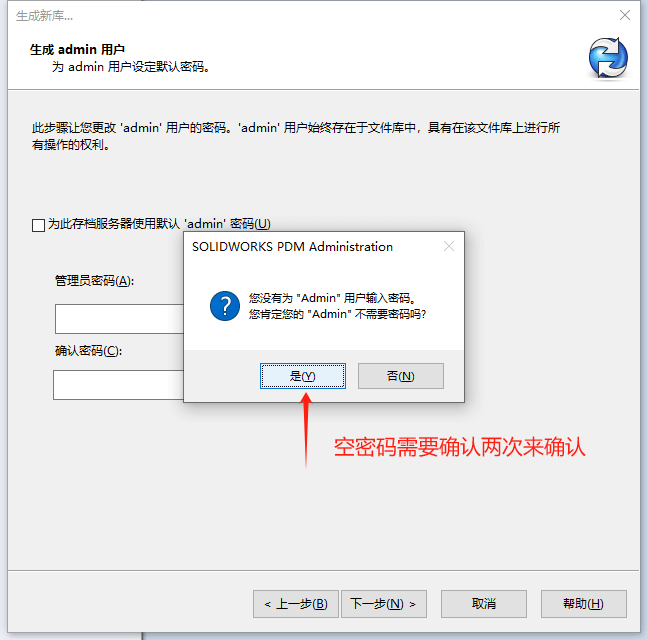 生成新库...
生成 admin 用户
为 admin 用户设定默认密码。
此步骤让您更改 'admin' 用户的密码。'admin' 用户始终存在于文件库中，具有在该文件库上进行所
有操作的权利。
为此存档服务器使用默认 'admin' 密码(U)
SOLIDWORKS PDM Administration
管理员密码(A):
您没有为 "Admin" 用户输入密码。
您肯定您的 "Admin" 不需要密码吗?
确认密码(C):
是(Y)
否(N)
空密码需要确认两次来确认
< 上一步(B)
下一步(N) >
取消
帮助(H)